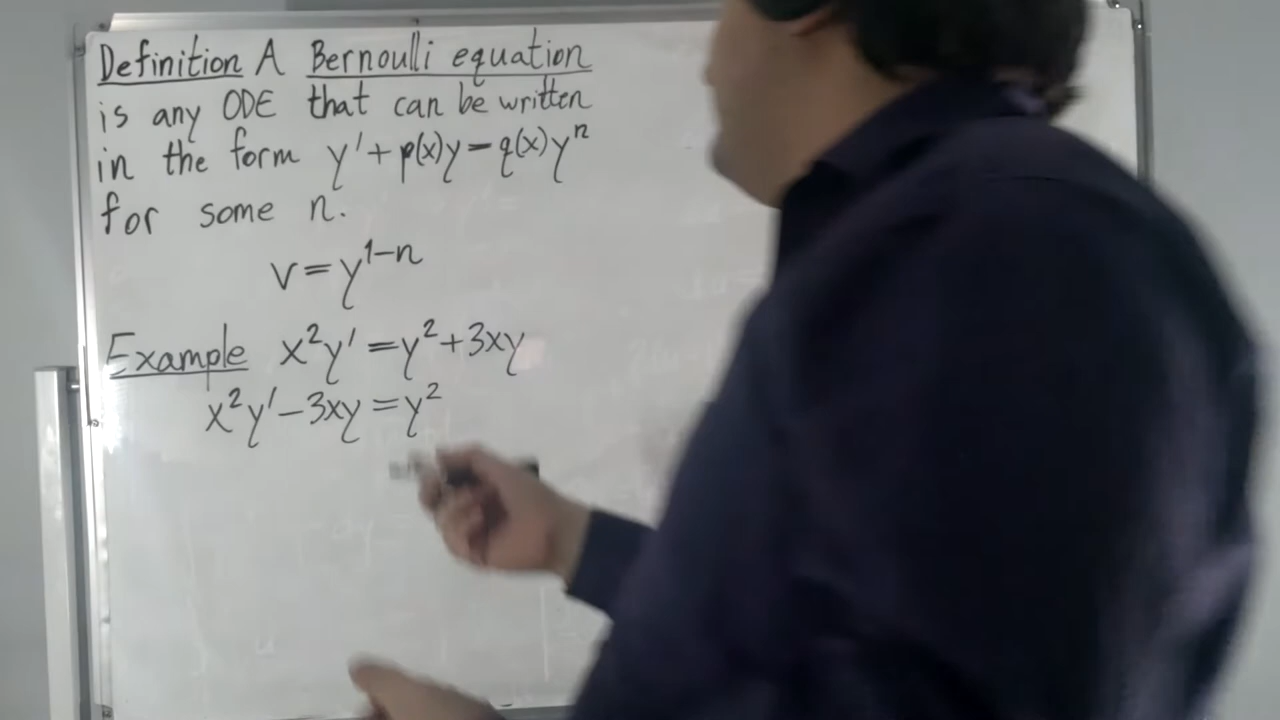 Definition A Bernoulli equation
is any ODE that can be written
in the form y'+p(x)y=q(x)yⁿ
for some n.
v=y¹⁻ⁿ
Example x²y'=y²+3xy
x²y'-3xy=y²